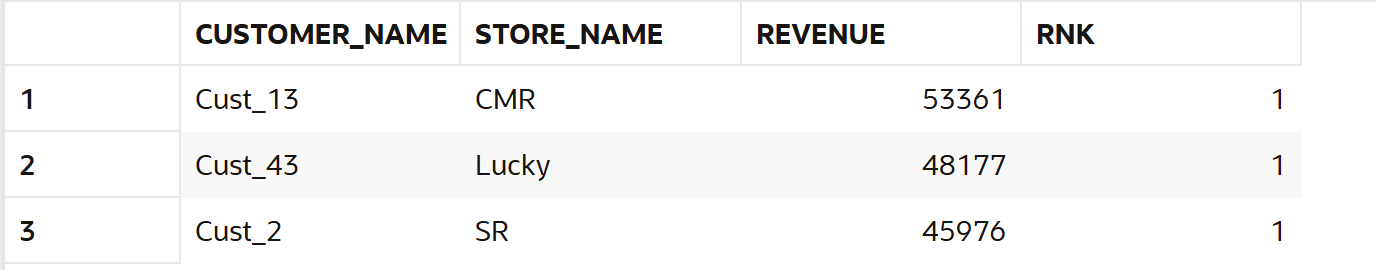 CUSTOMER_NAME STORE_NAME REVENUE RNK
1 Cust_13 CMR 53361 1
2 Cust_43 Lucky 48177 1
3 Cust_2 SR 45976 1